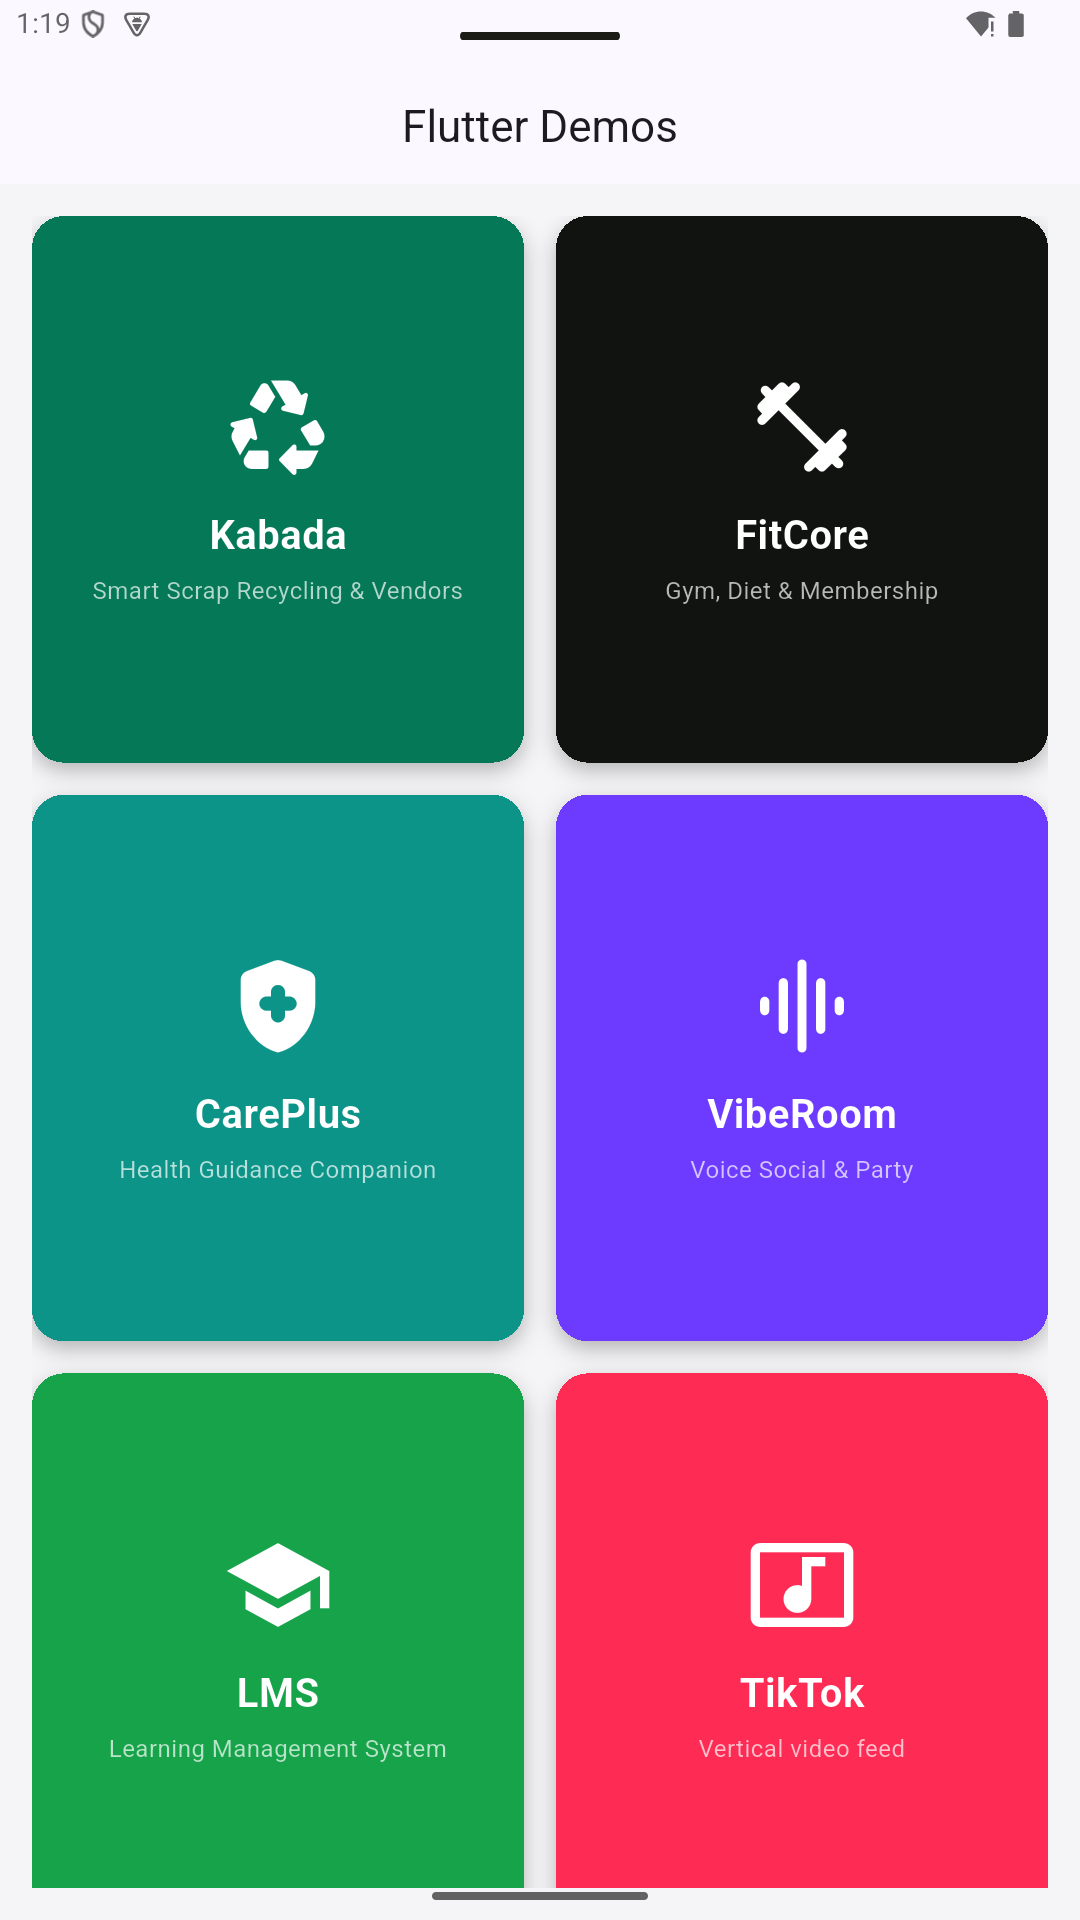 1:19
Flutter Demos
Kabada
Smart Scrap Recycling & Vendors
FitCore
Gym, Diet & Membership
CarePlus
Health Guidance Companion
VibeRoom
Voice Social & Party
LMS
Learning Management System
TikTok
Vertical video feed